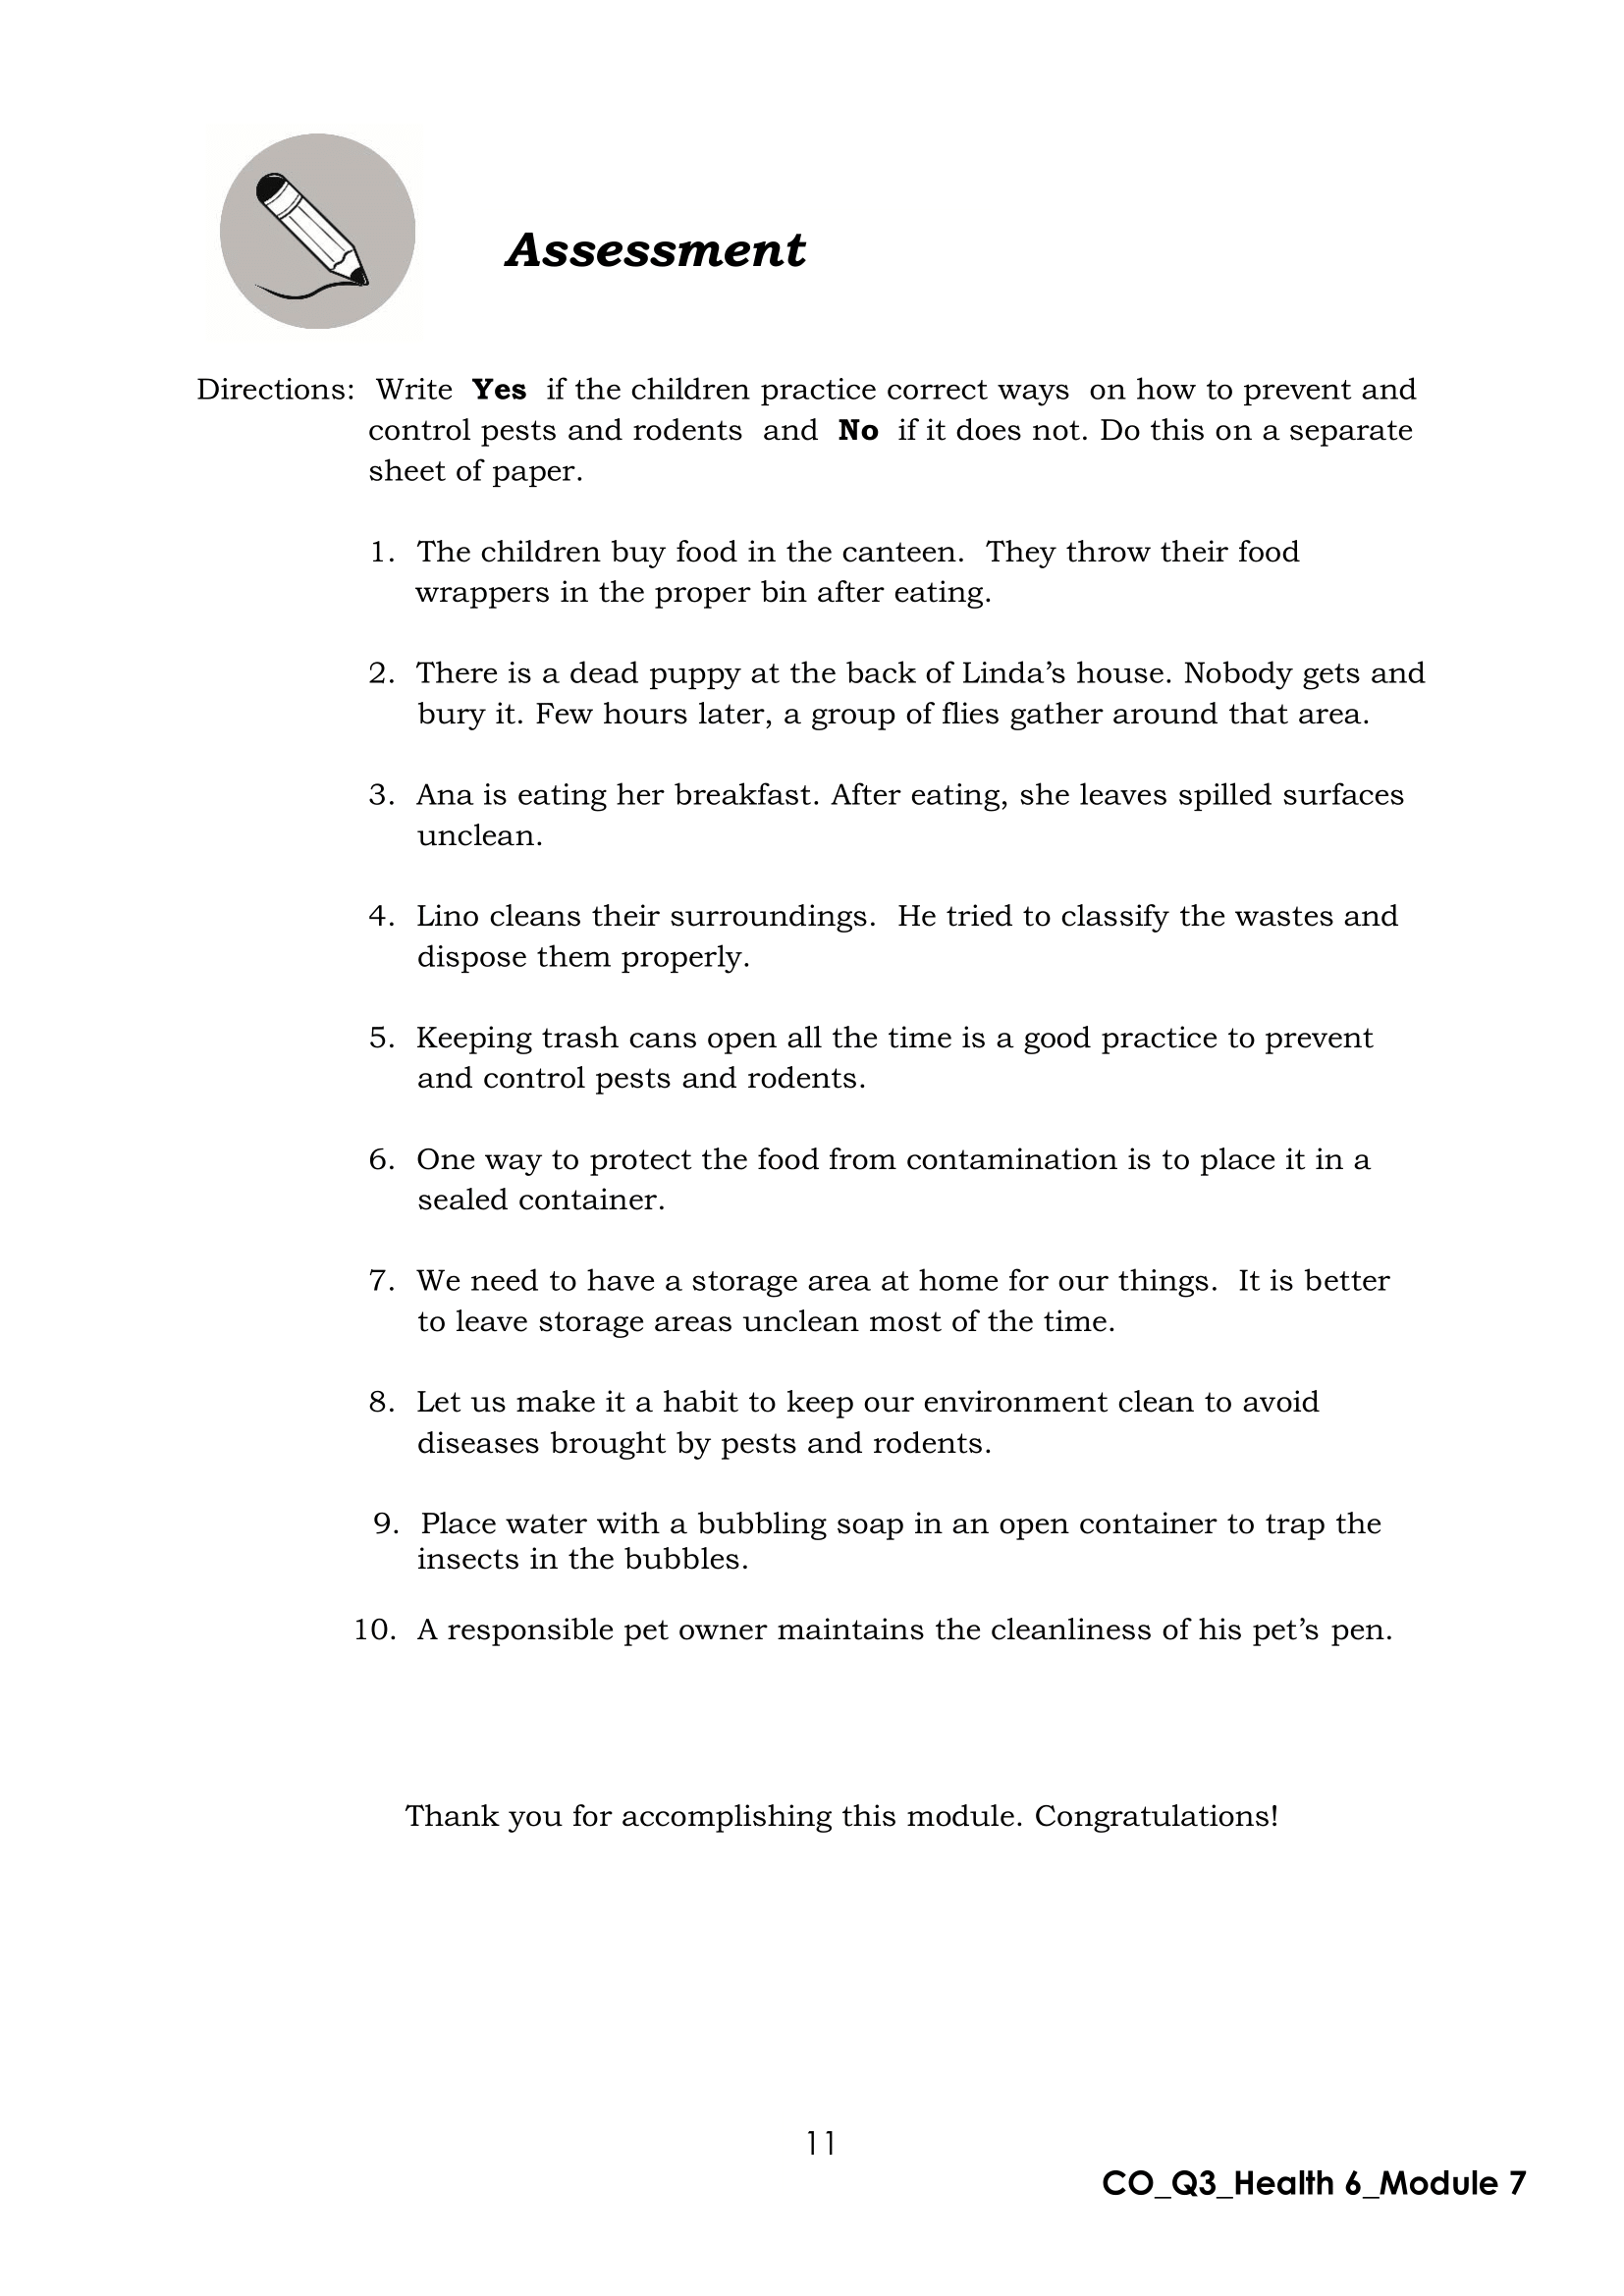 Assessment
Directions: Write Yes if the children practice correct ways on how to prevent and
control pests and rodents and No if it does not. Do this on a separate
sheet of paper.
1. The children buy food in the canteen. They throw their food
wrappers in the proper bin after eating.
2. There is a dead puppy at the back of Linda’s house. Nobody gets and
bury it. Few hours later, a group of flies gather around that area.
3. Ana is eating her breakfast. After eating, she leaves spilled surfaces
unclean.
4. Lino cleans their surroundings. He tried to classify the wastes and
dispose them properly.
5. Keeping trash cans open all the time is a good practice to prevent
and control pests and rodents.
6. One way to protect the food from contamination is to place it in a
sealed container.
7. We need to have a storage area at home for our things. It is better
to leave storage areas unclean most of the time.
8. Let us make it a habit to keep our environment clean to avoid
diseases brought by pests and rodents.
9. Place water with a bubbling soap in an open container to trap the
insects in the bubbles.
10. A responsible pet owner maintains the cleanliness of his pet’s pen.
Thank you for accomplishing this module. Congratulations!
11
CO_Q3_Health 6_Module 7